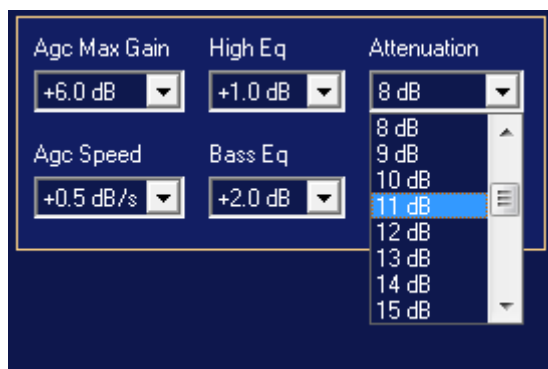 Agc Max Gain High Eq Attenuation
+6.0 dB +1.0 dB 8 dB
Agc Speed Bass Eq
+0.5 dB/s +2.0 dB
8 dB
9 dB
10 dB
11 dB
12 dB
13 dB
14 dB
15 dB